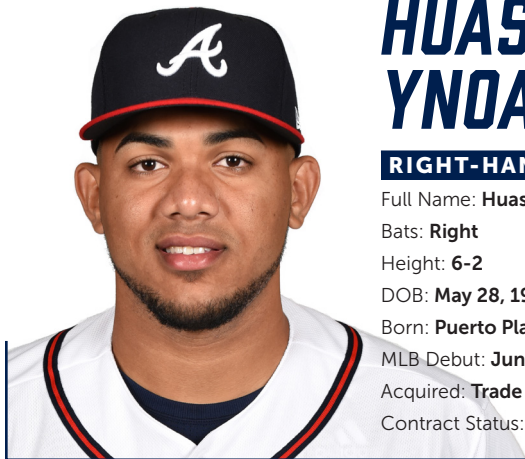 HUAS
YNOA
RIGHT-HAN
Full Name: Huas
Bats: Right
Height: 6-2
DOB: May 28, 19
Born: Puerto Pla
MLB Debut: Jun
Acquired: Trade
Contract Status:
A